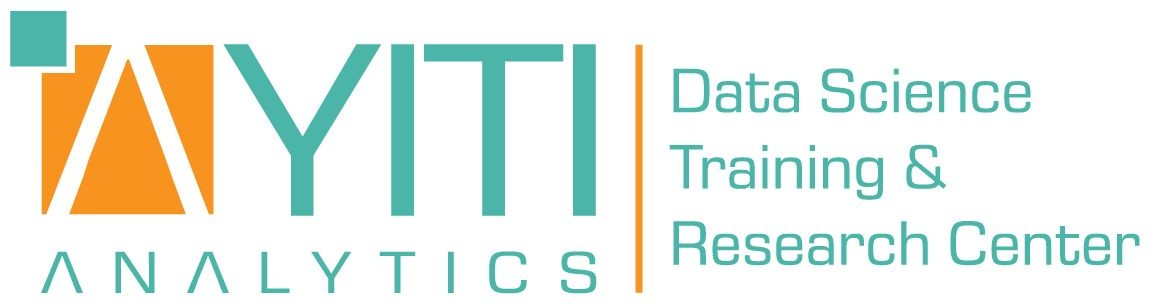 AYITI
ANALYTICS
Data Science
Training &
Research Center